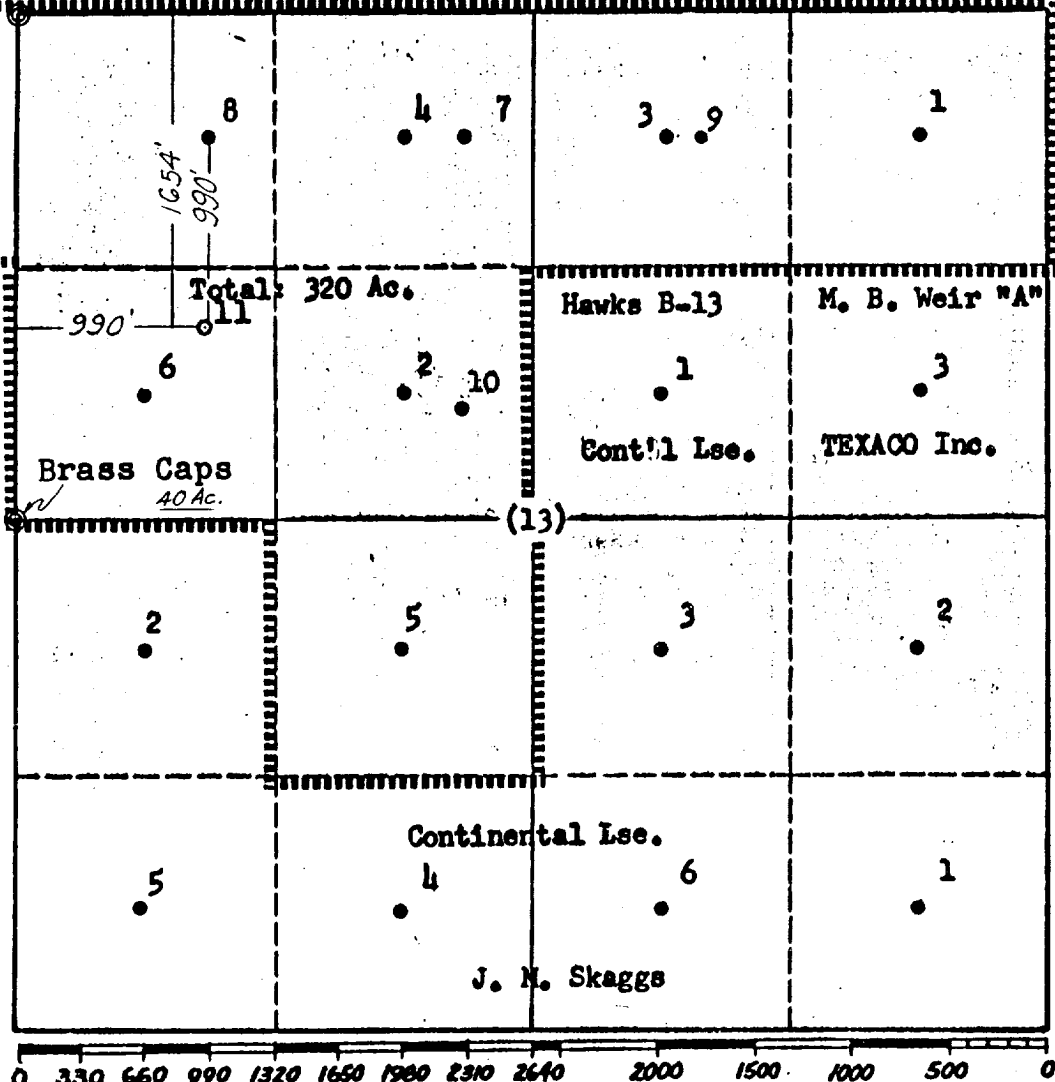 8 4 7 3 9 1
1654'
990'
Total: 320 Ac.
Hawks B-13 M. B. Weir "A"
990' 11
6 2 10 1 3
Cont'l Lse. TEXACO Inc.
Brass Caps
40 Ac.
(13)
2 5 3 2
Continental Lse.
5 4 6 1
J. M. Skaggs
0 330 660 990 1320 1650 1980 2310 2640 2000 1500 1000 500 0